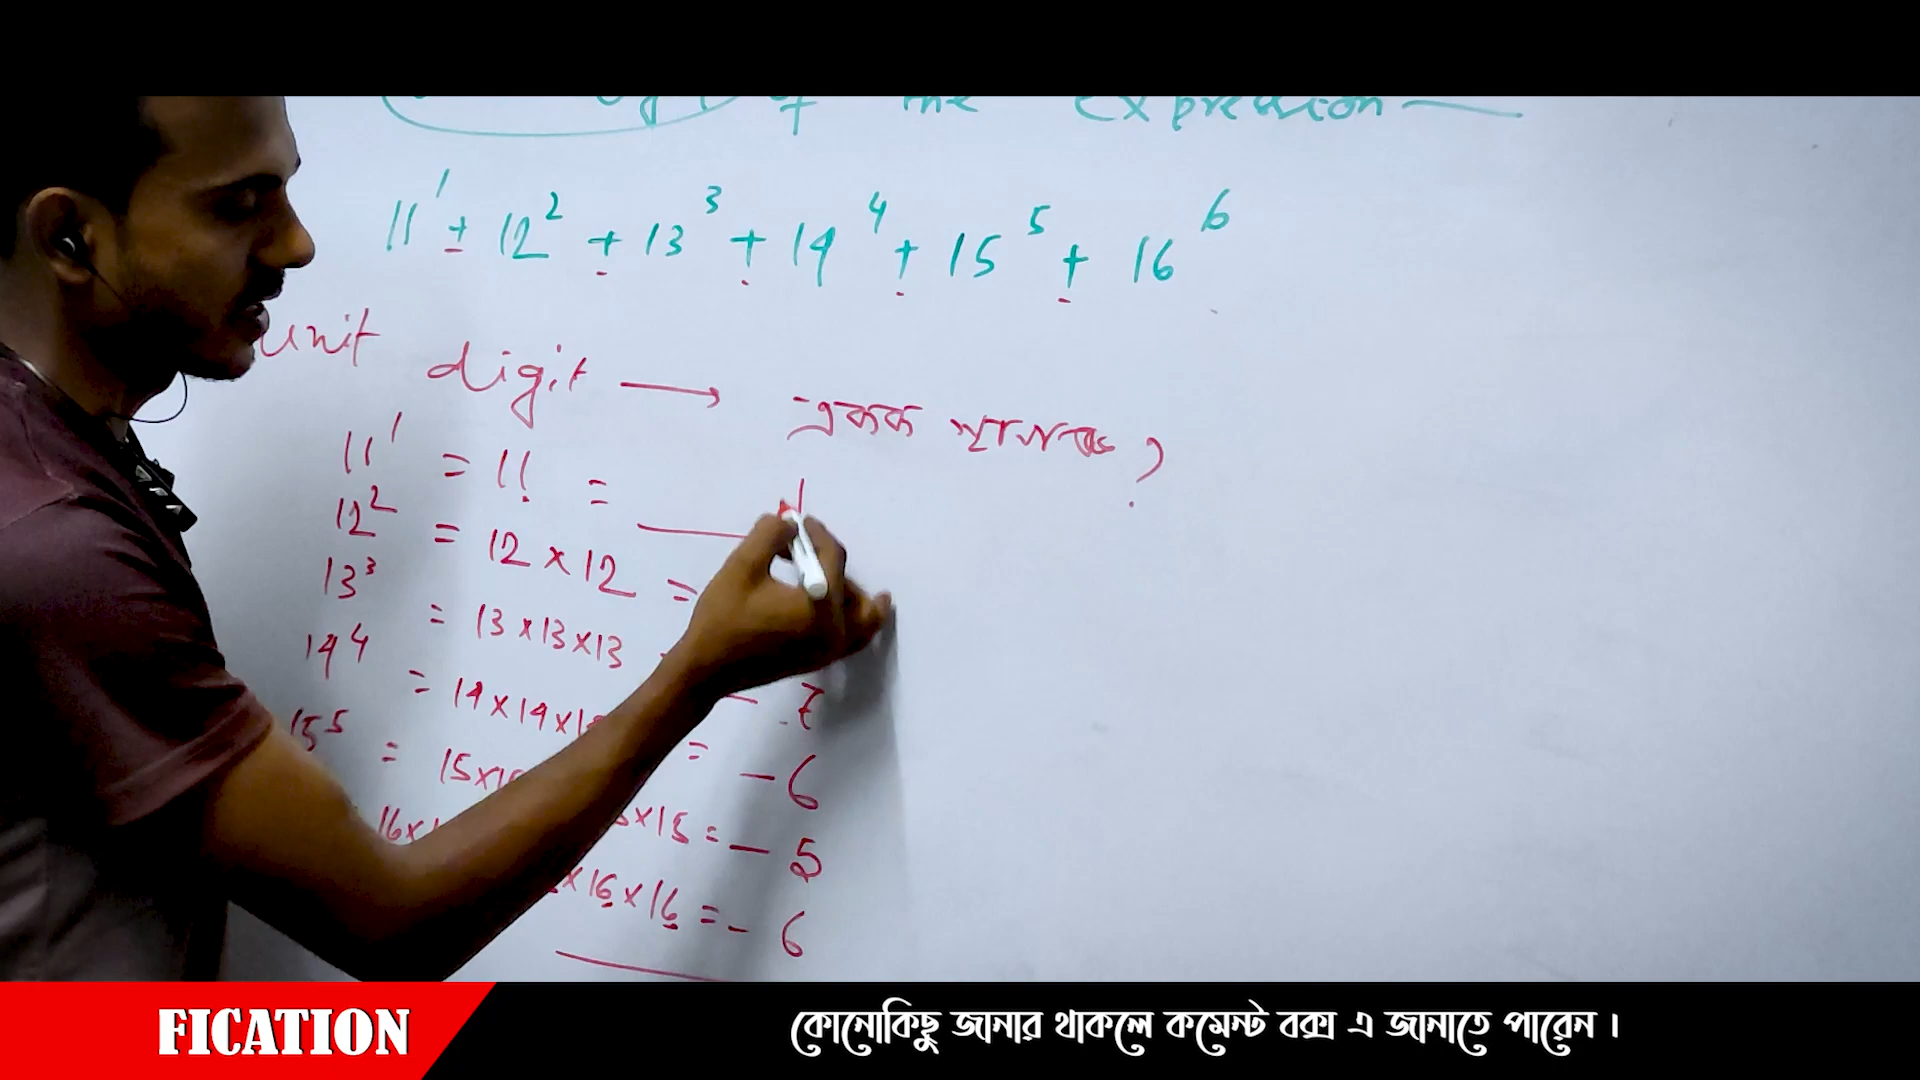 of the expression
11¹ + 12² + 13³ + 14⁴ + 15⁵ + 16⁶
unit digit → একক স্থানাঙ্ক ?
11¹ = 11 = 1
12² = 12 × 12 =
13³ = 13 × 13 × 13 - 7
14⁴ = 14 × 14 × = - 6
15⁵ = 15 × × 15 = - 5
16 × × 16 × 16 = - 6
FICATION
কোনোকিছু জানার থাকলে কমেন্ট বক্স এ জানাতে পারেন ।